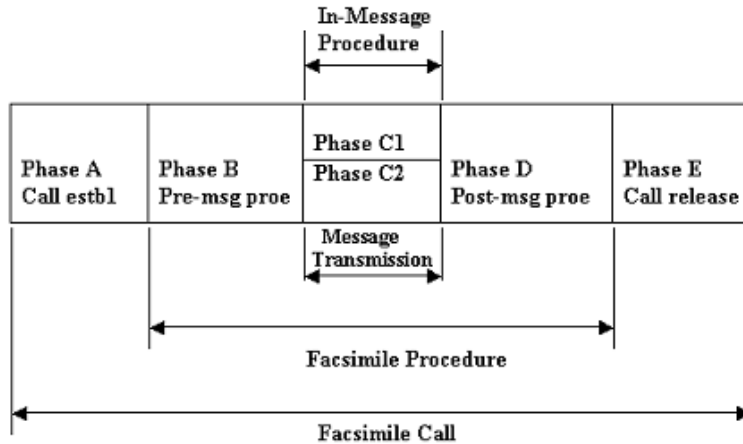 In-Message
Procedure
Phase A
Call estb1
Phase B
Pre-msg proe
Phase C1
Phase C2
Phase D
Post-msg proe
Phase E
Call release
Message
Transmission
Facsimile Procedure
Facsimile Call